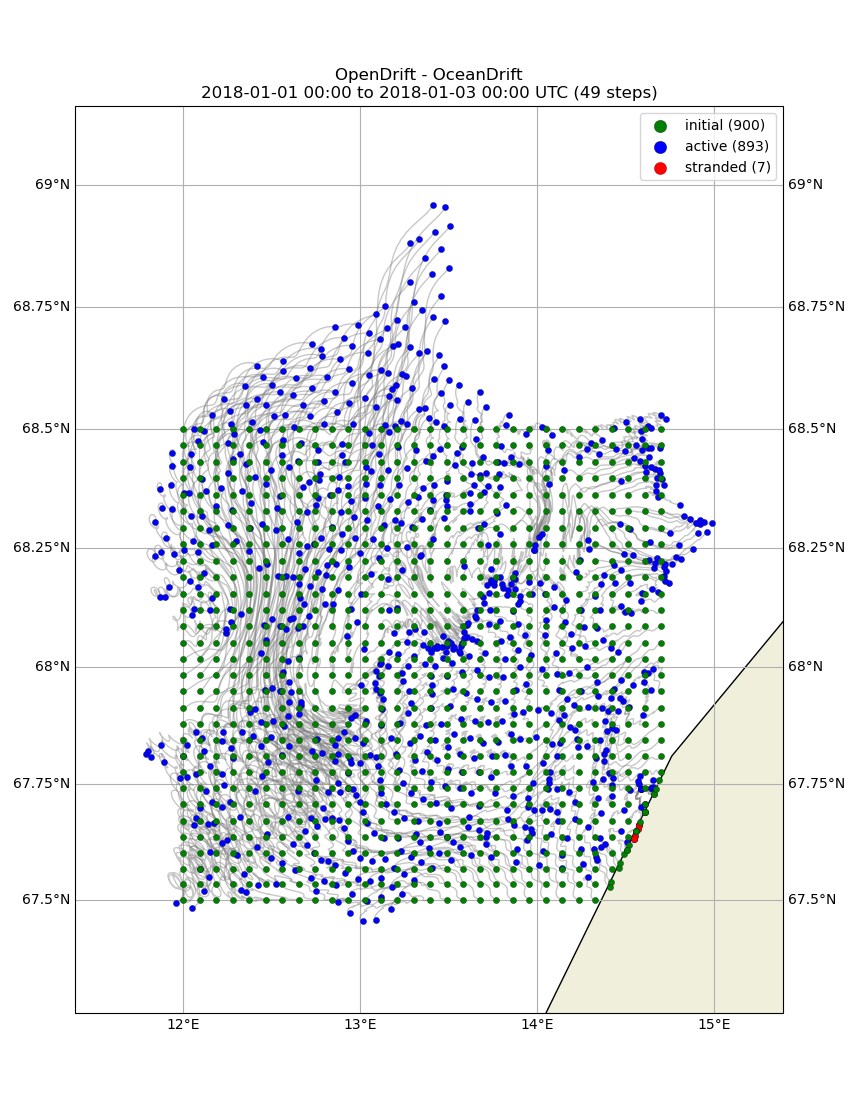 OpenDrift - OceanDrift
2018-01-01 00:00 to 2018-01-03 00:00 UTC (49 steps)
initial (900)
active (893)
stranded (7)
69°N 69°N
68.75°N 68.75°N
68.5°N 68.5°N
68.25°N 68.25°N
68°N 68°N
67.75°N 67.75°N
67.5°N 67.5°N
12°E 13°E 14°E 15°E